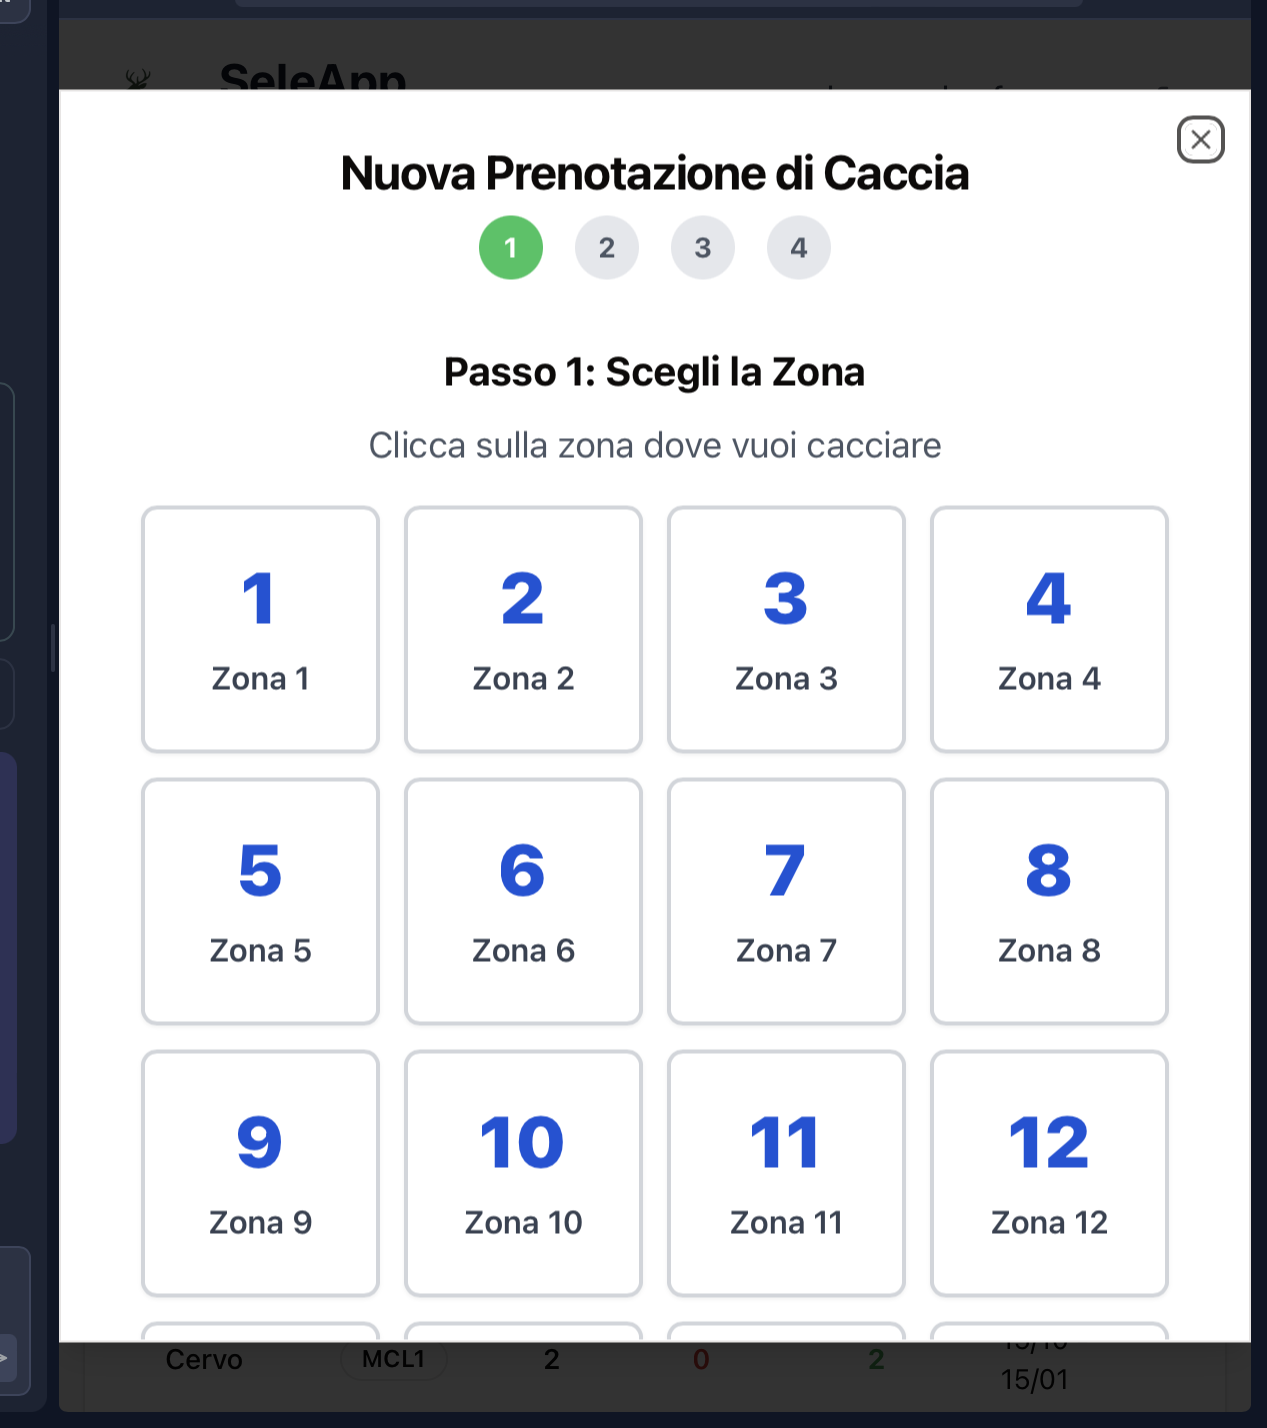 SeleApp
Nuova Prenotazione di Caccia
1 2 3 4
Passo 1: Scegli la Zona
Clicca sulla zona dove vuoi cacciare
1 2 3 4
Zona 1 Zona 2 Zona 3 Zona 4
5 6 7 8
Zona 5 Zona 6 Zona 7 Zona 8
9 10 11 12
Zona 9 Zona 10 Zona 11 Zona 12
Cervo MCL1 2 0 2
15/01